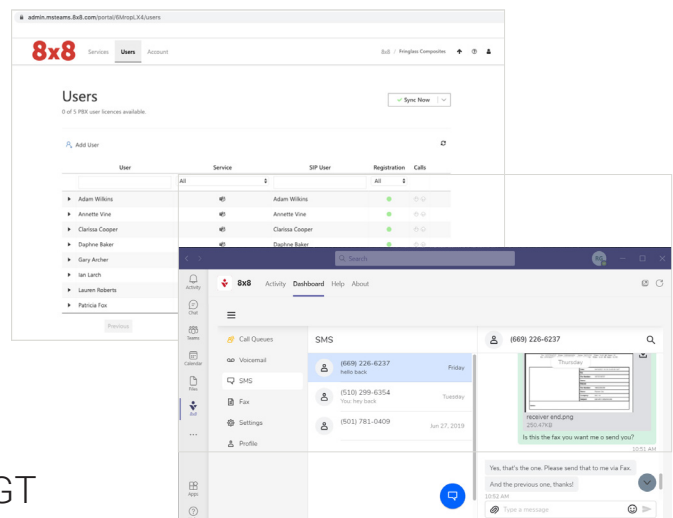 admin.msteams.8x8.com/portal/6MropLX4/users
8x8 Services Users Account 8x8 / Fringlass Composites
Users
0 of 5 PBX user licences available.
Sync Now
Add User
User Service SIP User Registration Calls
All All
Adam Wilkins Adam Wilkins
Annette Vine Annette Vine
Clarissa Cooper Clarissa Cooper
Daphne Baker Daphne Baker
Gary Archer
Ian Larch
Lauren Roberts
Patricia Fox
Previous
Search
Activity
8x8 Activity Dashboard Help About
Chat
Teams
Calendar
Files
8x8
Apps
Call Queues
Voicemail
SMS
Fax
Settings
Profile
SMS
(669) 226-6237 Friday
hello back
(510) 299-6354 Tuesday
You: hey back
(501) 781-0409 Jun 27, 2019
(669) 226-6237
Thursday
receiver end.png
250.47KB
Is this the fax you want me o send you?
10:51 AM
Yes, that's the one. Please send that to me via Fax.
And the previous one, thanks!
10:52 AM
Type a message
GT